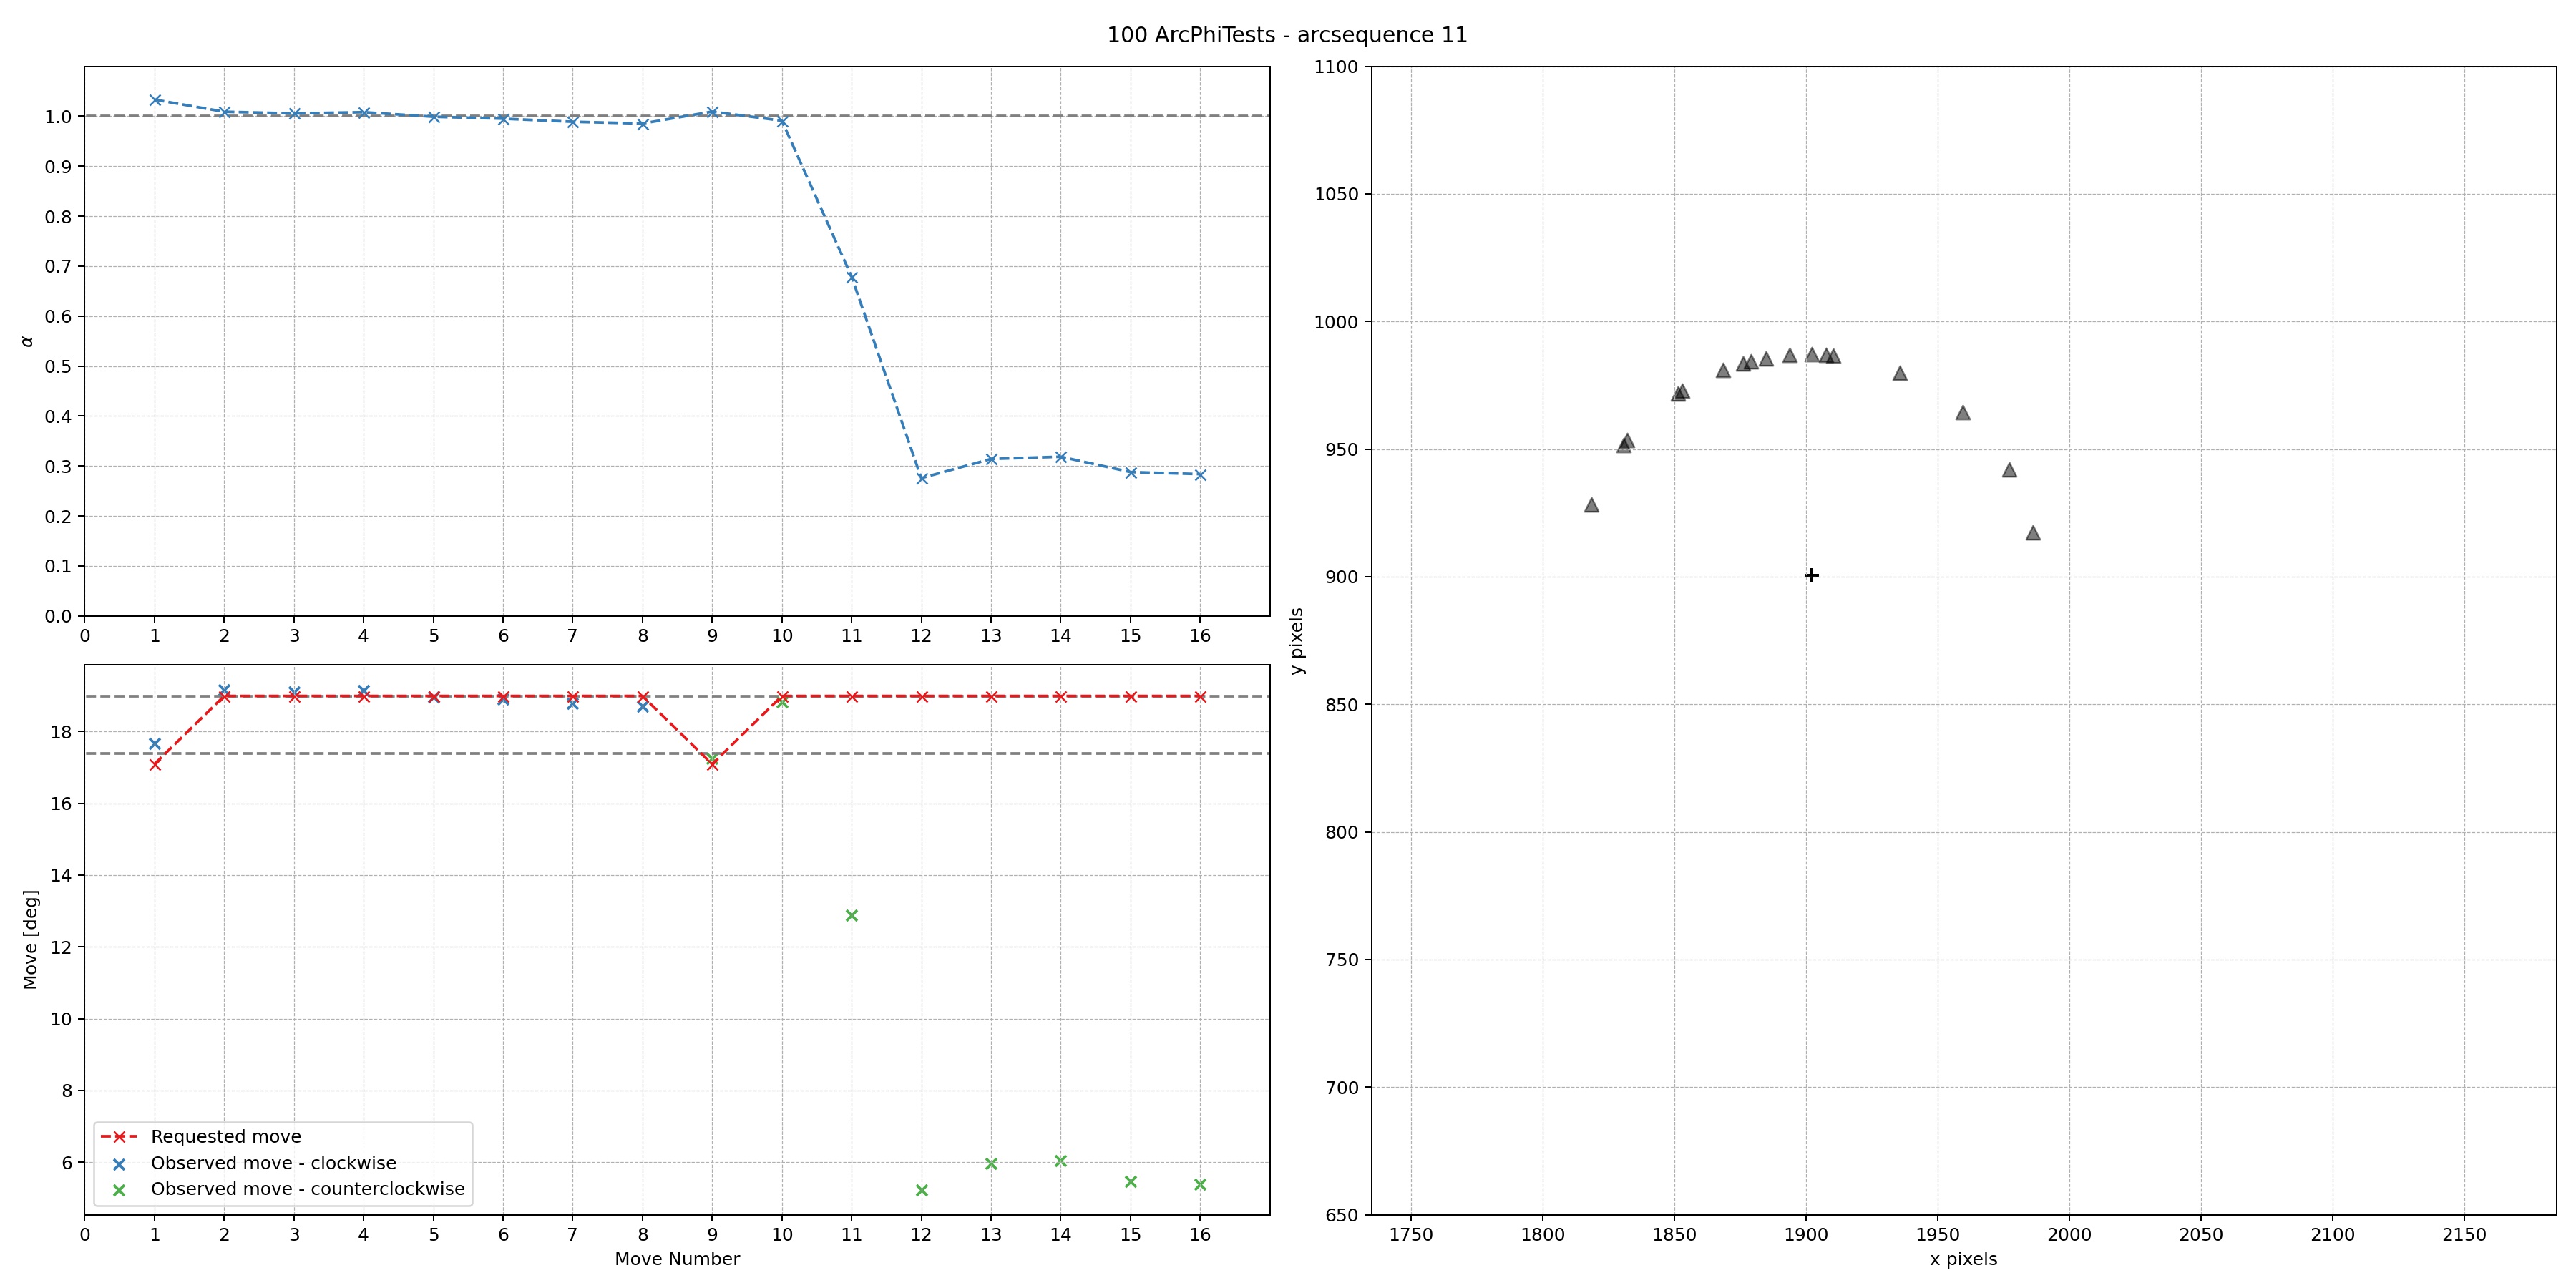 100 ArcPhiTests - arcsequence 11
α
1.0
0.9
0.8
0.7
0.6
0.5
0.4
0.3
0.2
0.1
0.0
0 1 2 3 4 5 6 7 8 9 10 11 12 13 14 15 16
Move [deg]
18
16
14
12
10
8
6
Requested move
Observed move - clockwise
Observed move - counterclockwise
0 1 2 3 4 5 6 7 8 9 10 11 12 13 14 15 16
Move Number
y pixels
1100
1050
1000
950
900
850
800
750
700
650
1750 1800 1850 1900 1950 2000 2050 2100 2150
x pixels